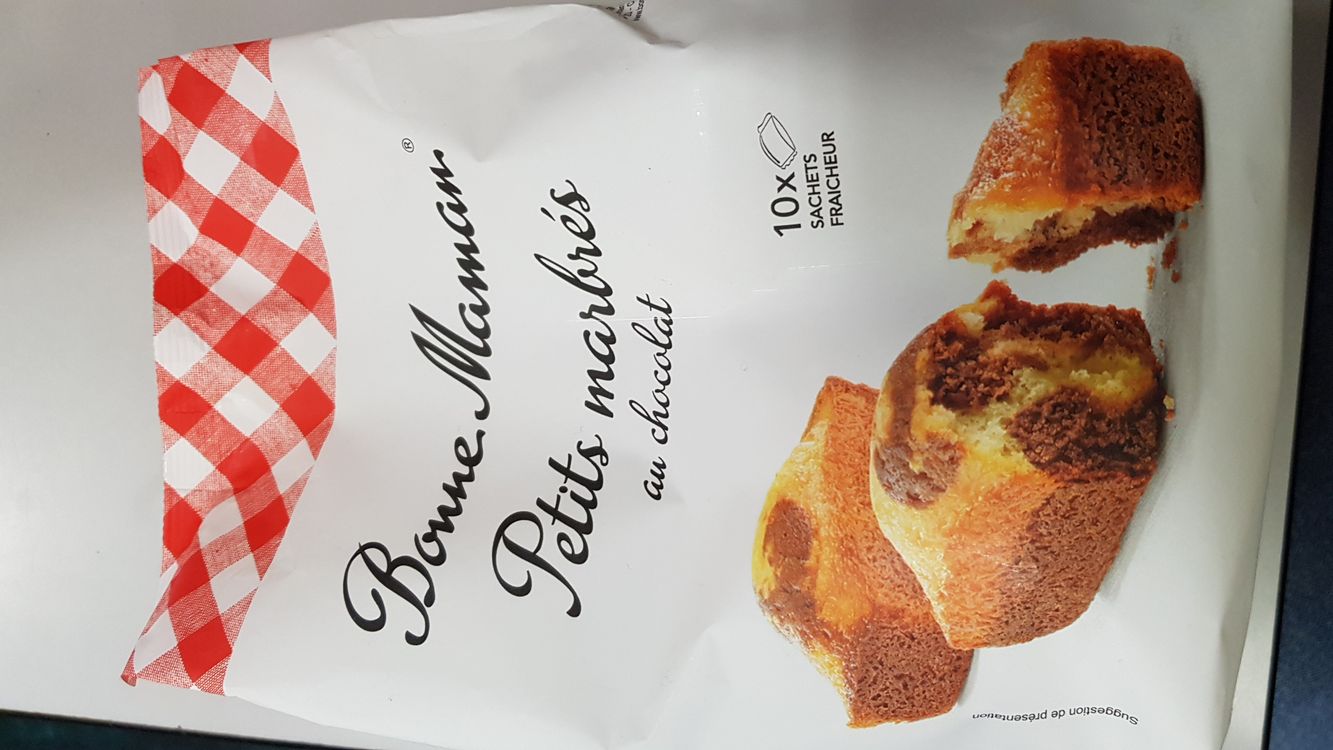 Bonne Maman®
Petits marbrés
au chocolat
10x
SACHETS
FRAICHEUR
Suggestion de présentation